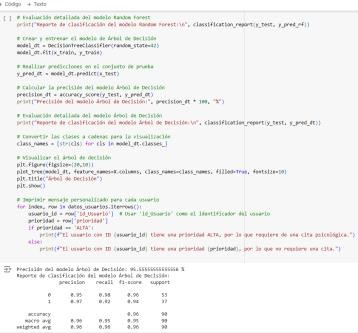 Código + Texto
[ ] # Evaluación detallada del modelo Random Forest
print("Reporte de clasificación del modelo Random Forest:\n", classification_report(y_test, y_pred_rf))
# Crear y entrenar el modelo de Árbol de Decisión
model_dt = DecisionTreeClassifier(random_state=42)
model_dt.fit(x_train, y_train)
# Realizar predicciones en el conjunto de prueba
y_pred_dt = model_dt.predict(x_test)
# Calcular la precisión del modelo Árbol de Decisión
precision_dt = accuracy_score(y_test, y_pred_dt)
print("Precisión del modelo Árbol de Decisión:", precision_dt * 100, "%")
# Evaluación detallada del modelo Árbol de Decisión
print("Reporte de clasificación del modelo Árbol de Decisión:\n", classification_report(y_test, y_pred_dt))
# Convertir las clases a cadenas para la visualización
class_names = [str(cls) for cls in model_dt.classes_]
# Visualizar el árbol de decisión
plt.figure(figsize=(20,10))
plot_tree(model_dt, feature_names=X.columns, class_names=class_names, filled=True, fontsize=10)
plt.title("Árbol de Decisión")
plt.show()
# Imprimir mensaje personalizado para cada usuario
for index, row in datos_usuarios.iterrows():
usuario_id = row['id_Usuario'] # Usar 'id_Usuario' como el identificador del usuario
prioridad = row['prioridad']
if prioridad == 'ALTA':
print(f"El usuario con ID {usuario_id} tiene una prioridad ALTA, por lo que requiere de una cita psicológica.")
else:
print(f"El usuario con ID {usuario_id} tiene una prioridad {prioridad}, por lo que no requiere una cita.")
Precisión del modelo Árbol de Decisión: %
Reporte de clasificación del modelo Árbol de Decisión:
precision recall f1-score support
0 0.95 0.98 0.96 53
1 0.97 0.92 0.94 37
accuracy 0.96 90
macro avg 0.96 0.95 0.95 90
weighted avg 0.96 0.96 0.96 90